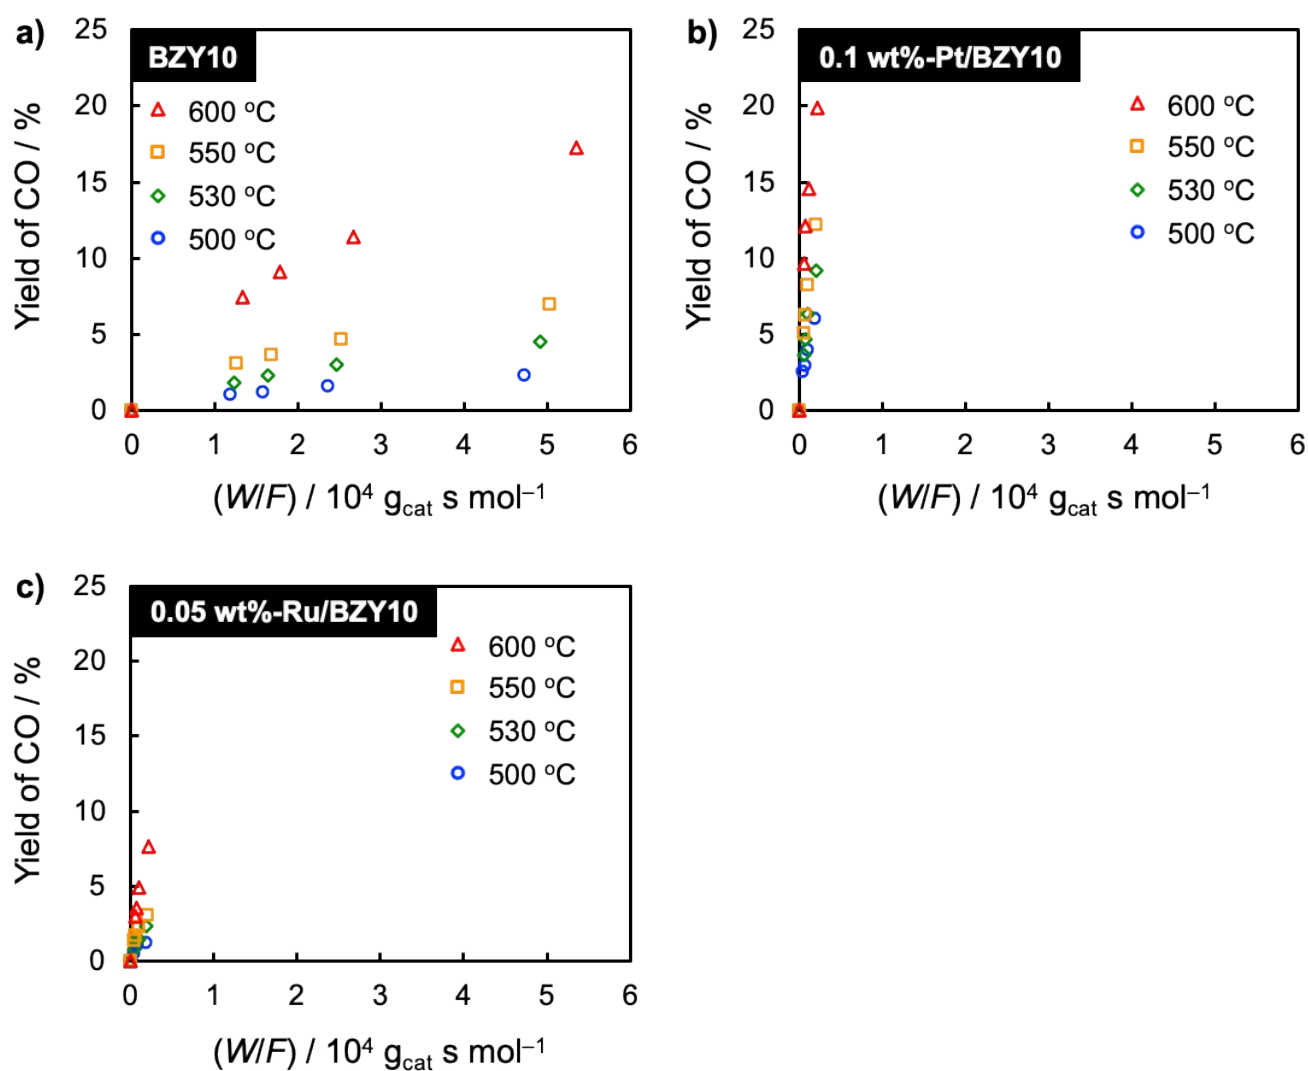 a)
BZY10
600 °C
550 °C
530 °C
500 °C
Yield of CO / %
25
20
15
10
5
0
0 1 2 3 4 5 6
(W/F) / 10⁴ g_cat s mol⁻¹
b)
0.1 wt%-Pt/BZY10
600 °C
550 °C
530 °C
500 °C
Yield of CO / %
25
20
15
10
5
0
0 1 2 3 4 5 6
(W/F) / 10⁴ g_cat s mol⁻¹
c)
0.05 wt%-Ru/BZY10
600 °C
550 °C
530 °C
500 °C
Yield of CO / %
25
20
15
10
5
0
0 1 2 3 4 5 6
(W/F) / 10⁴ g_cat s mol⁻¹